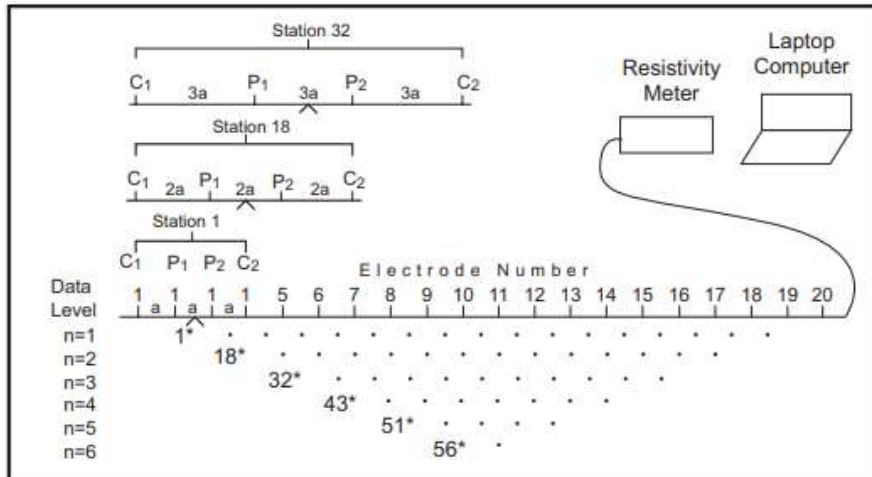 Station 32
C1 P1 P2 C2
3a 3a 3a
Station 18
C1 P1 P2 C2
2a 2a 2a
Station 1
C1 P1 P2 C2
Resistivity
Meter
Laptop
Computer
Electrode Number
Data
Level
1 1 1 1 5 6 7 8 9 10 11 12 13 14 15 16 17 18 19 20
a a a
n=1 1*
n=2 18*
n=3 32*
n=4 43*
n=5 51*
n=6 56*